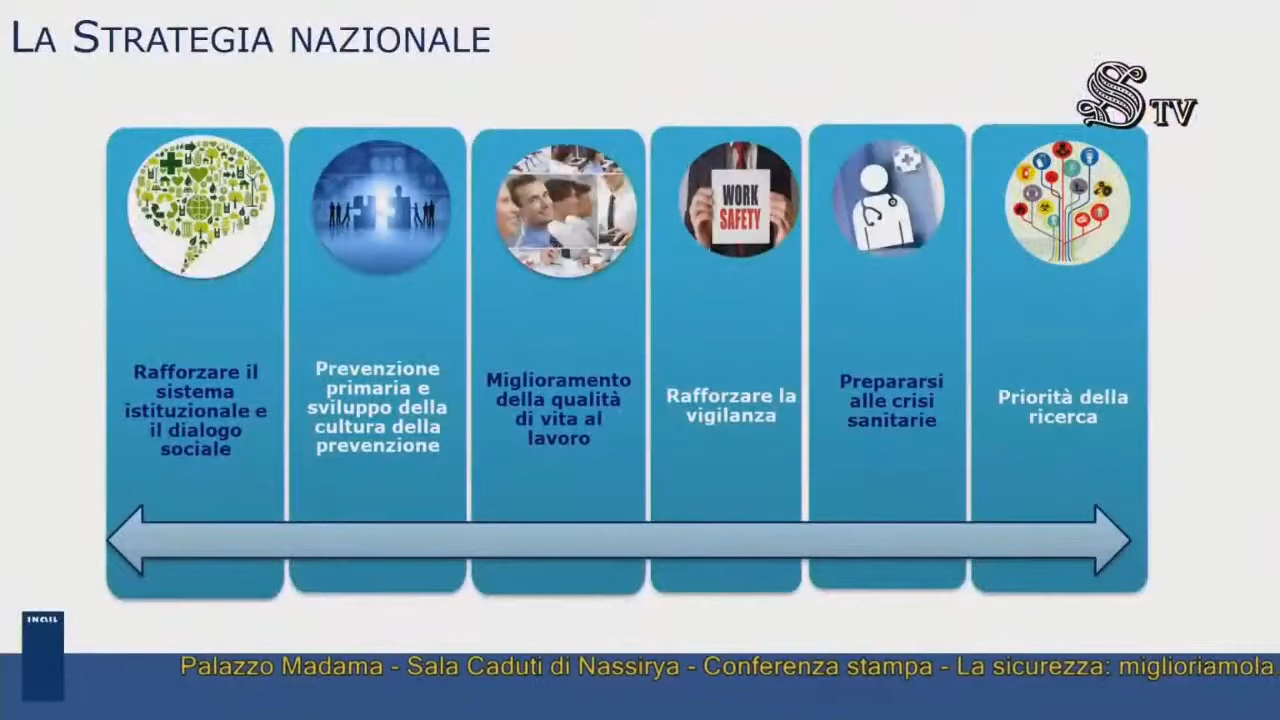 LA STRATEGIA NAZIONALE
S TV
WORK
SAFETY
Rafforzare il
sistema
istituzionale e
il dialogo
sociale
Prevenzione
primaria e
sviluppo della
cultura della
prevenzione
Miglioramento
della qualità
di vita al
lavoro
Rafforzare la
vigilanza
Prepararsi
alle crisi
sanitarie
Priorità della
ricerca
INAIL
Palazzo Madama - Sala Caduti di Nassirya - Conferenza stampa - La sicurezza: miglioriamola.